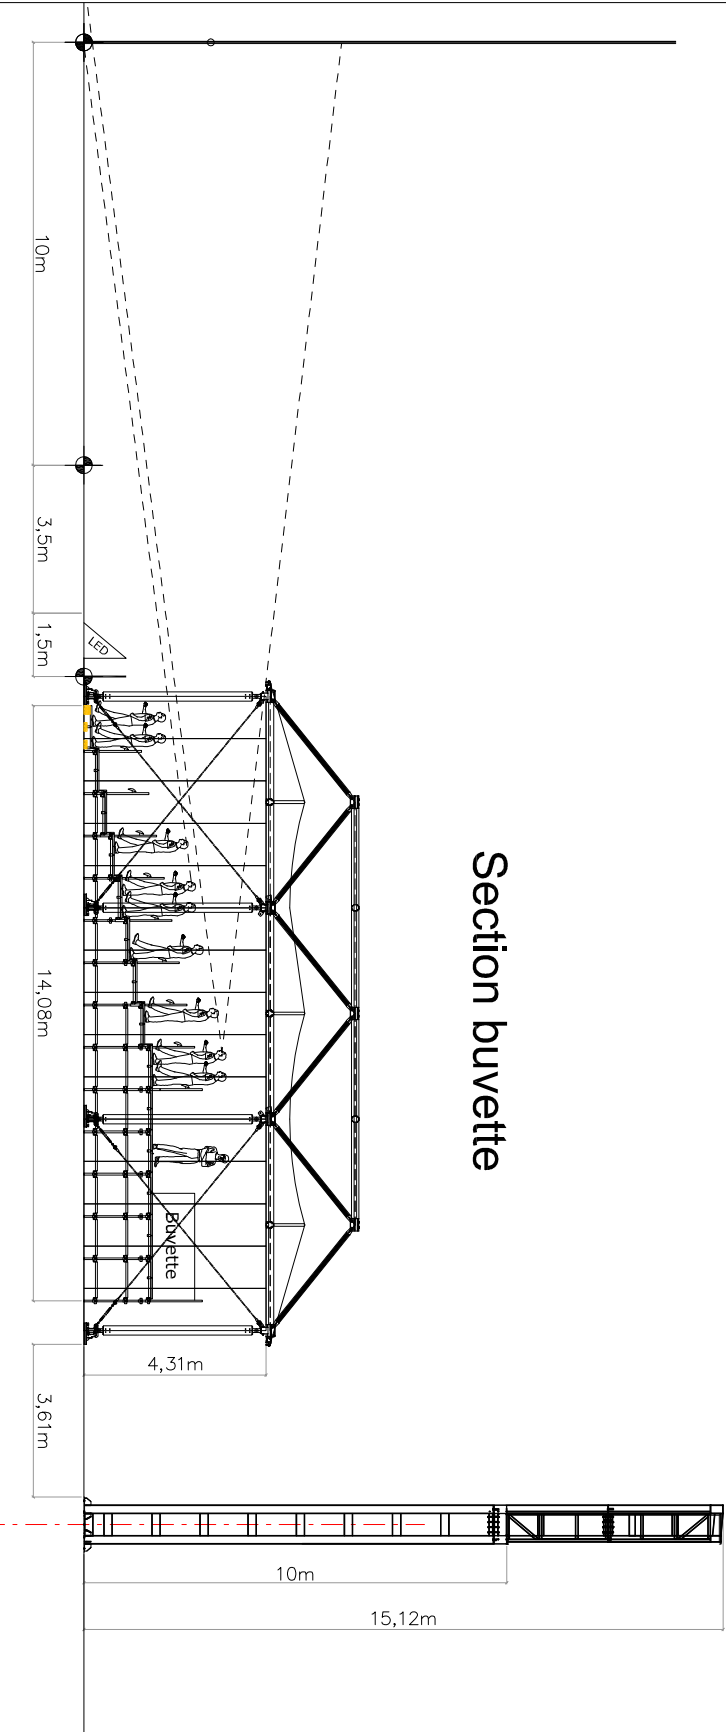 Section buvette
10m
3,5m
1,5m
LED
14,08m
Buvette
4,31m
3,61m
10m
15,12m